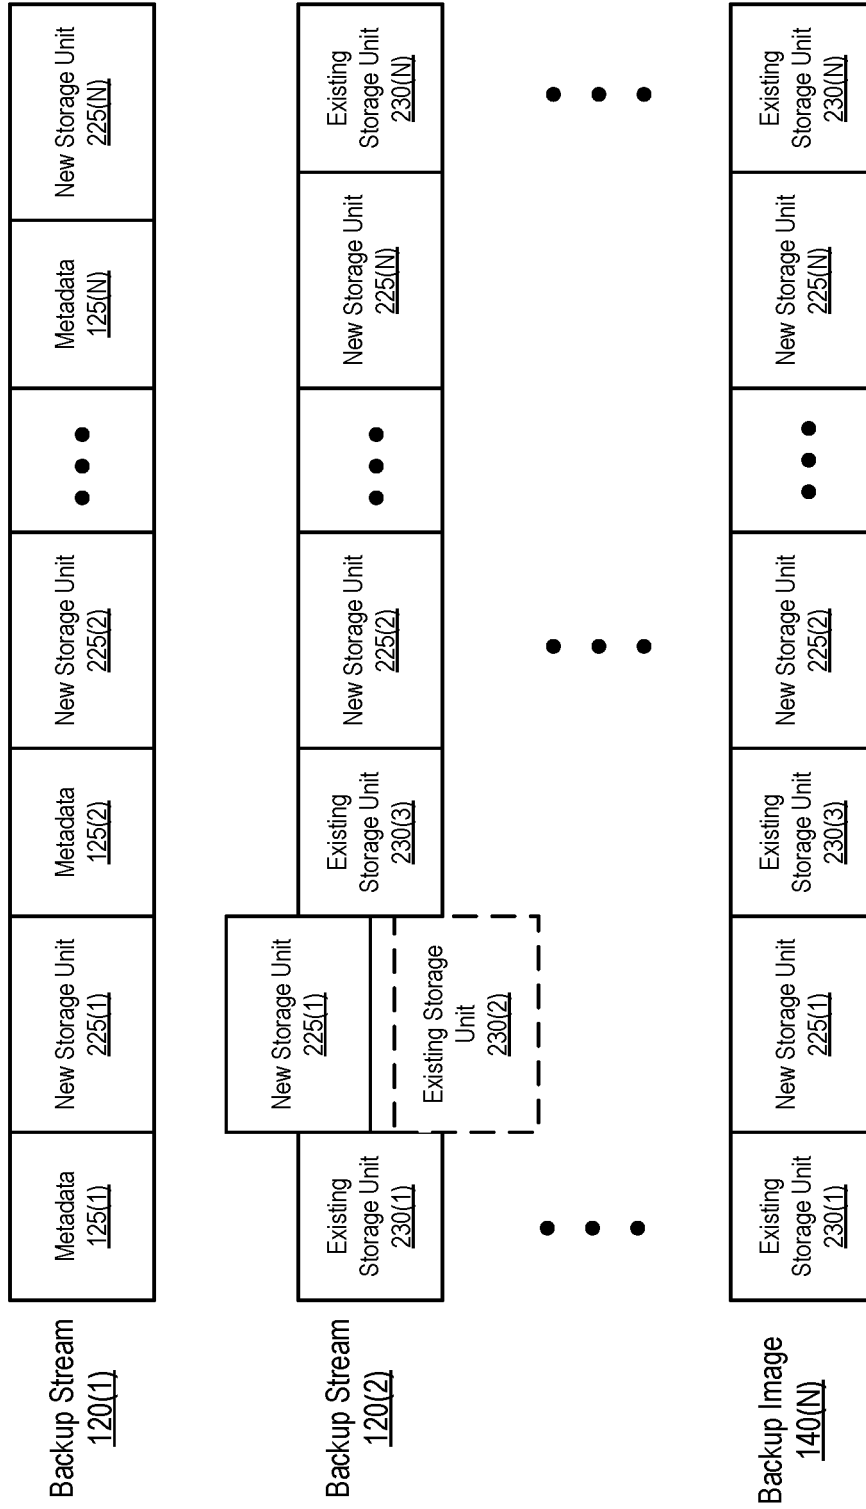 Backup Stream
120(1)
Metadata
125(1)
New Storage Unit
225(1)
Metadata
125(2)
New Storage Unit
225(2)
Metadata
125(N)
New Storage Unit
225(N)
Backup Stream
120(2)
Existing
Storage Unit
230(1)
New Storage Unit
225(1)
Existing Storage
Unit
230(2)
Existing
Storage Unit
230(3)
New Storage Unit
225(2)
New Storage Unit
225(N)
Existing
Storage Unit
230(N)
Backup Image
140(N)
Existing
Storage Unit
230(1)
New Storage Unit
225(1)
Existing
Storage Unit
230(3)
New Storage Unit
225(2)
New Storage Unit
225(N)
Existing
Storage Unit
230(N)